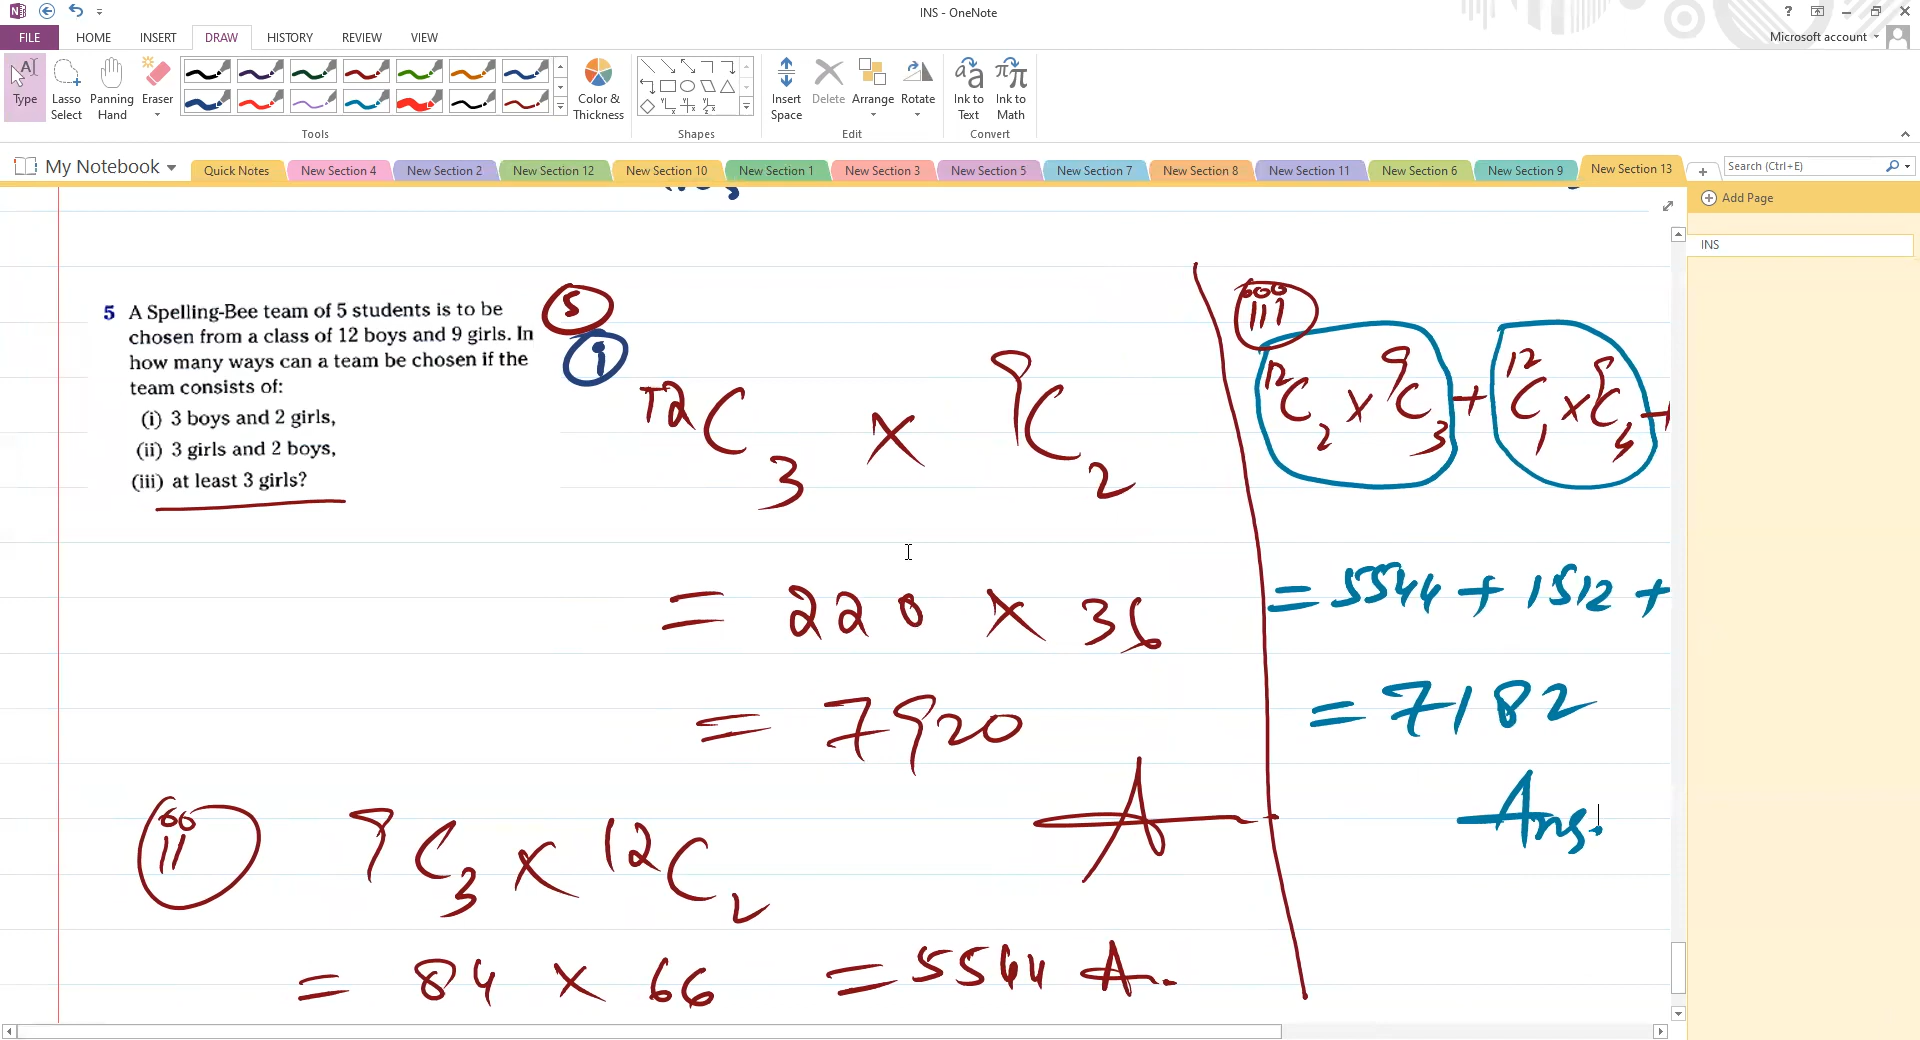 INS - OneNote
FILE HOME INSERT DRAW HISTORY REVIEW VIEW
Microsoft account
Type
Lasso Select
Panning Hand
Eraser
Color & Thickness
Insert Space
Delete
Arrange
Rotate
Ink to Text
Ink to Math
Tools
Shapes
Edit
Convert
My Notebook
Quick Notes
New Section 4
New Section 2
New Section 12
New Section 10
New Section 1
New Section 3
New Section 5
New Section 7
New Section 8
New Section 11
New Section 6
New Section 9
New Section 13
Search (Ctrl+E)
Add Page
INS
5 A Spelling-Bee team of 5 students is to be
chosen from a class of 12 boys and 9 girls. In
how many ways can a team be chosen if the
team consists of:
(i) 3 boys and 2 girls,
(ii) 3 girls and 2 boys,
(iii) at least 3 girls?
5
i
12C3 × 9C2
= 220 × 36
= 7920
A
ii
9C3 × 12C2
= 84 × 66 = 5544 A.
iii
12C2 × 9C3 + 12C1 × 9C4 +
= 5544 + 1512 +
= 7182
Ans.